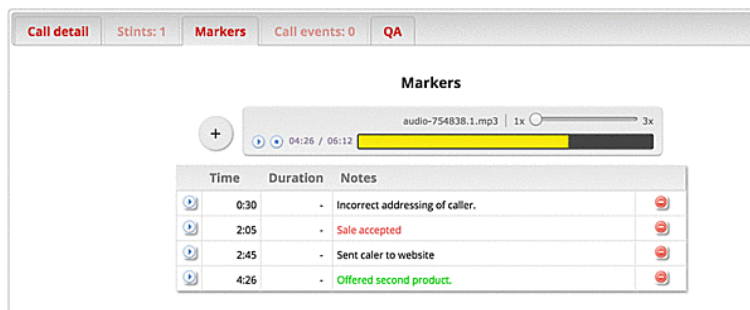 Call detail Stints: 1 Markers Call events: 0 QA
Markers
audio-754838.1.mp3 | 1x 3x
+
04:26 / 06:12
Time Duration Notes
0:30 - Incorrect addressing of caller.
2:05 - Sale accepted
2:45 - Sent caler to website
4:26 - Offered second product.